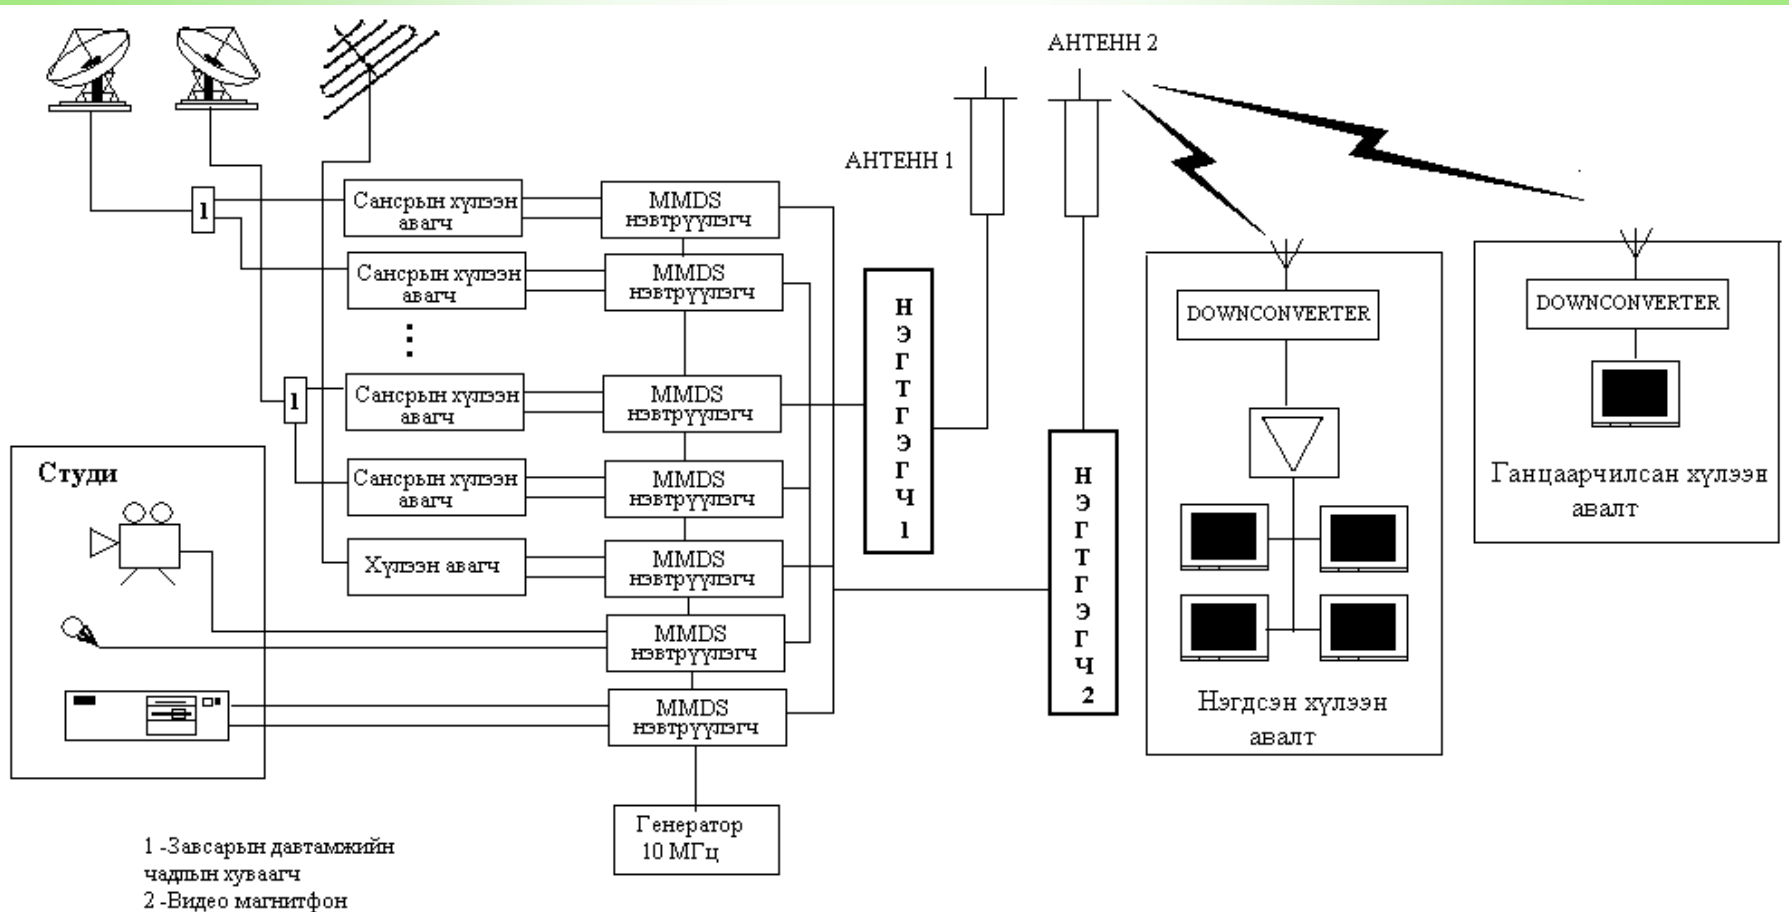 АНТЕНН 2
АНТЕНН 1
1
Сансрын хүлээн
авагч
MMDS
нэвтрүүлэгч
Сансрын хүлээн
авагч
MMDS
нэвтрүүлэгч
1
Сансрын хүлээн
авагч
MMDS
нэвтрүүлэгч
Сансрын хүлээн
авагч
MMDS
нэвтрүүлэгч
Хүлээн авагч
MMDS
нэвтрүүлэгч
MMDS
нэвтрүүлэгч
MMDS
нэвтрүүлэгч
Студи
Генератор
10 МГц
НЭГТГЭГЧ 1
НЭГТГЭГЧ 2
DOWNCONVERTER
Нэгдсэн хүлээн
авалт
DOWNCONVERTER
Ганцаарчилсан хүлээн
авалт
1 -Завсарын давтамжийн
чадлын хуваагч
2 -Видео магнитфон